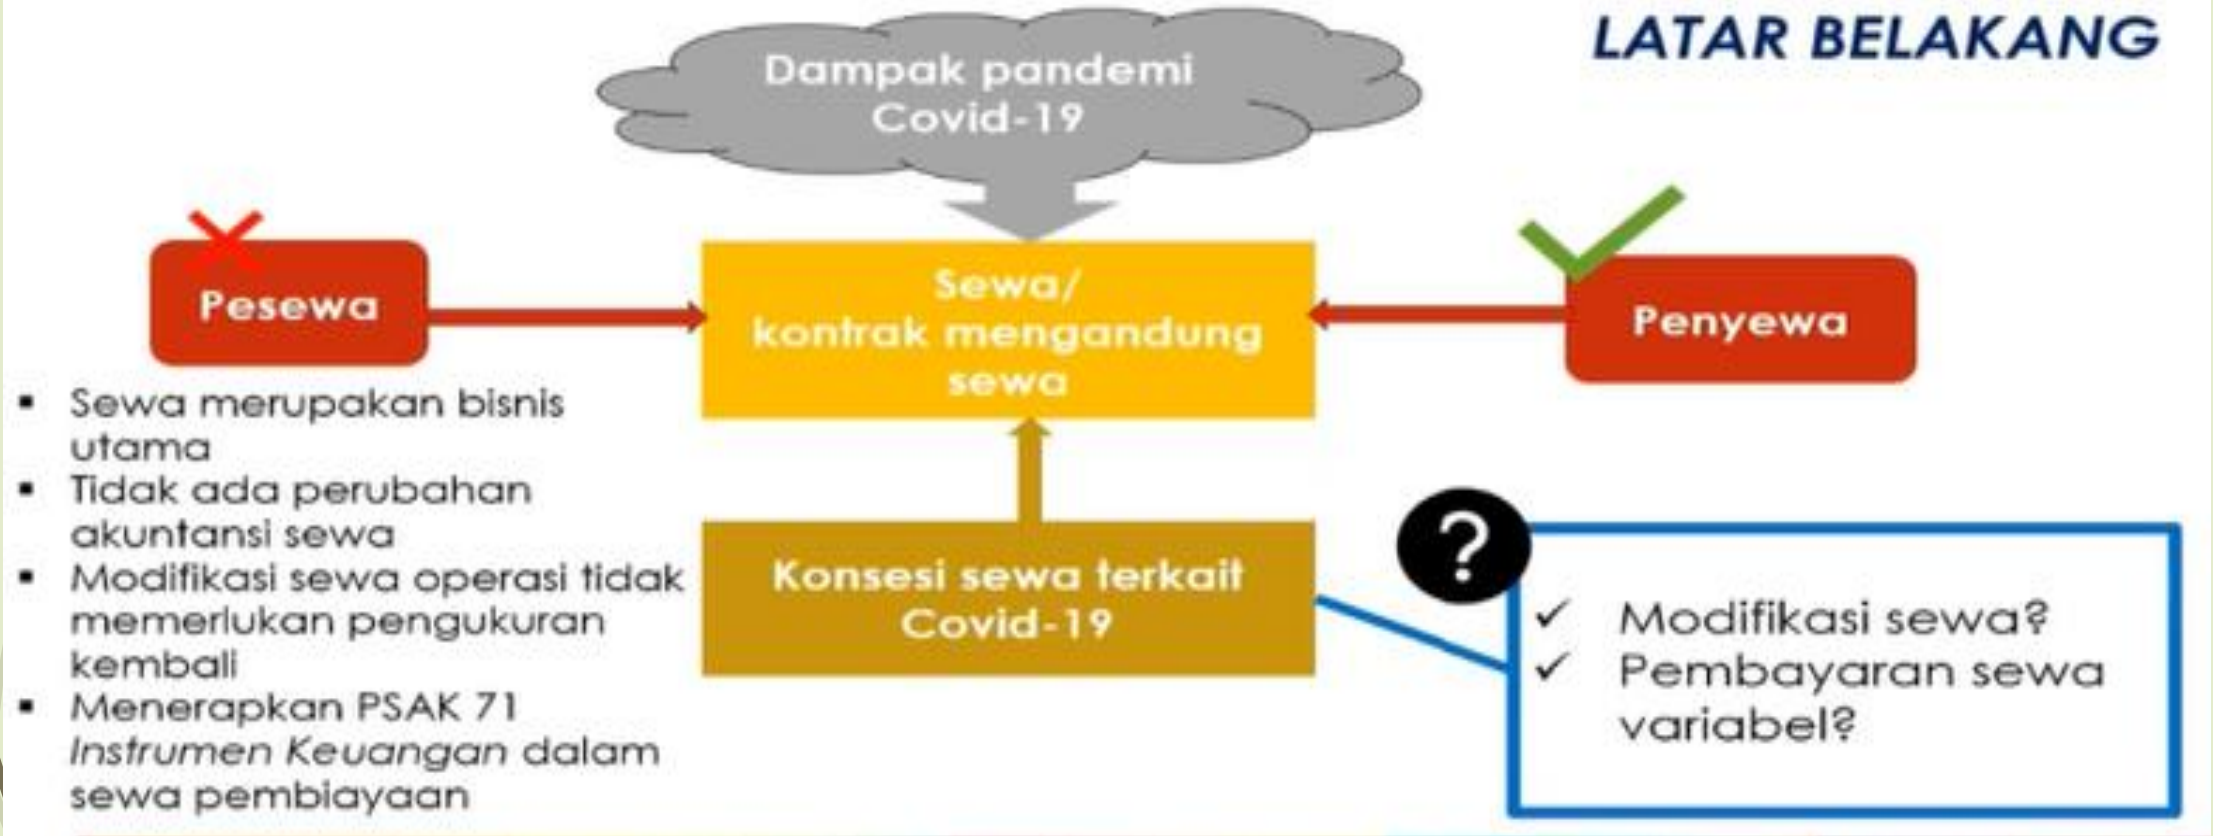 LATAR BELAKANG
Dampak pandemi
Covid-19
Pesewa
Sewa/
kontrak mengandung
sewa
Penyewa
▪ Sewa merupakan bisnis
utama
▪ Tidak ada perubahan
akuntansi sewa
▪ Modifikasi sewa operasi tidak
memerlukan pengukuran
kembali
▪ Menerapkan PSAK 71
Instrumen Keuangan dalam
sewa pembiayaan
Konsesi sewa terkait
Covid-19
?
✓ Modifikasi sewa?
✓ Pembayaran sewa
variabel?